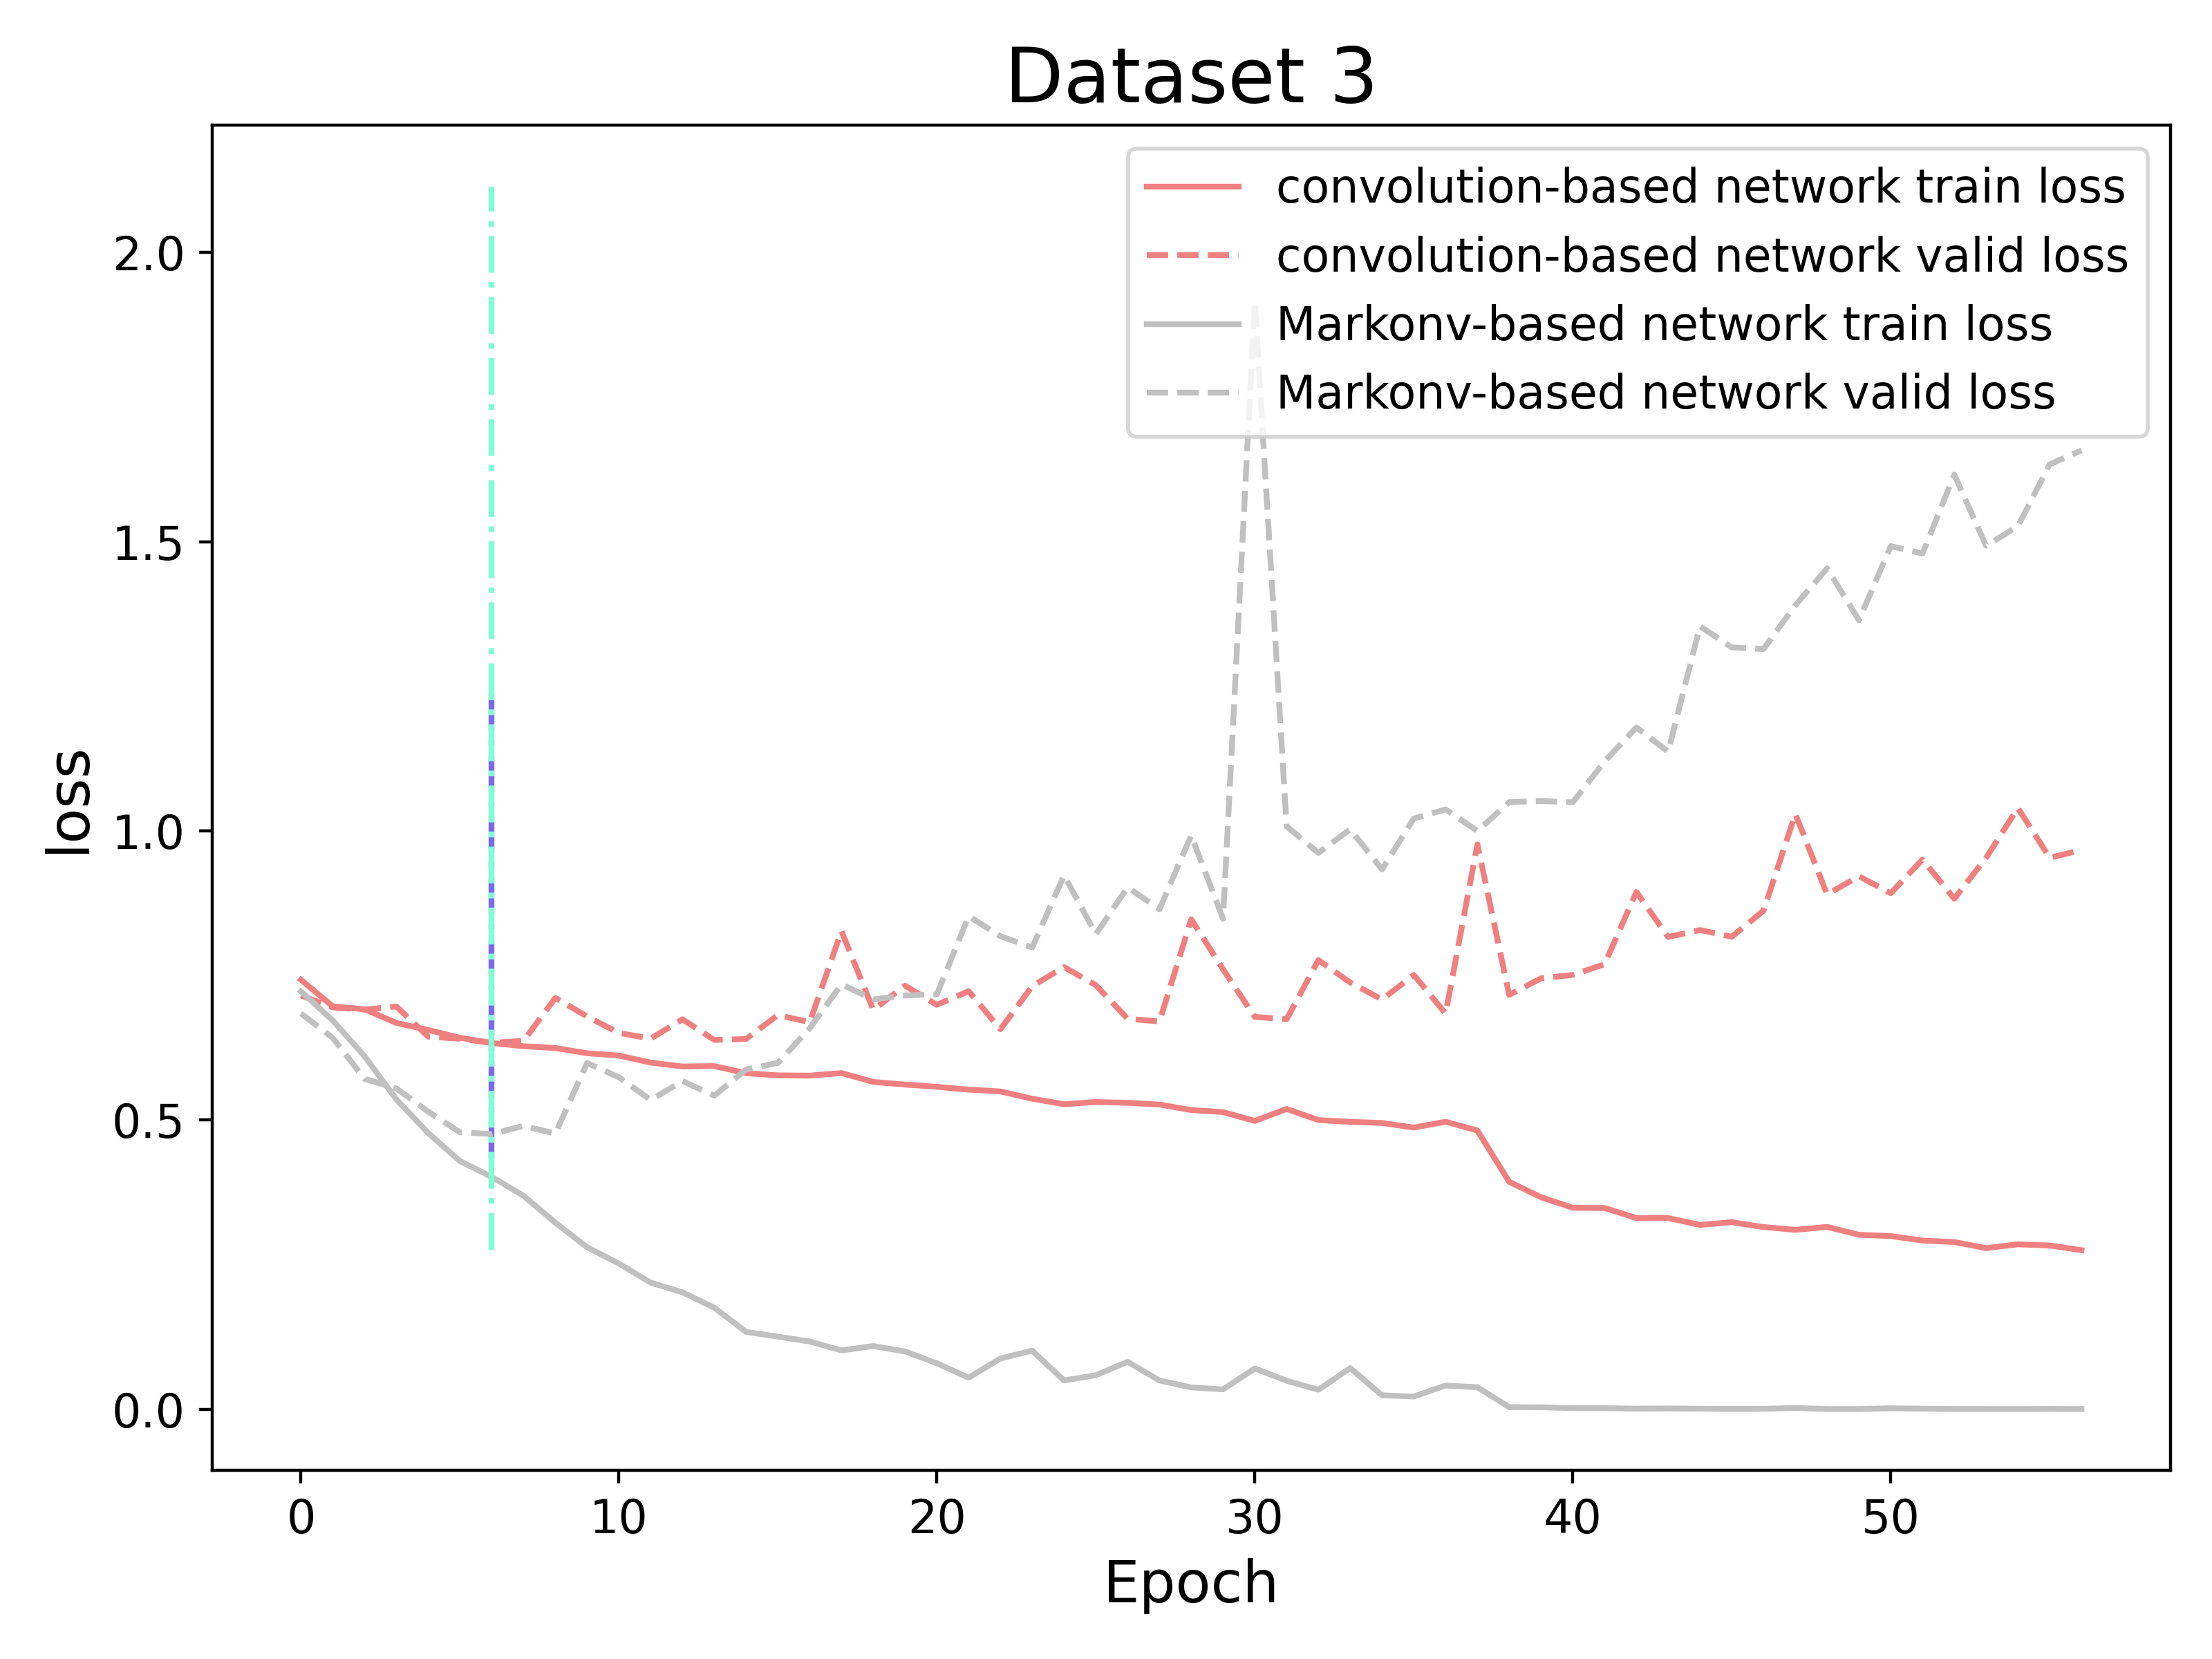 Dataset 3
convolution-based network train loss
convolution-based network valid loss
Markonv-based network train loss
Markonv-based network valid loss
2.0
1.5
1.0
0.5
0.0
loss
0 10 20 30 40 50
Epoch